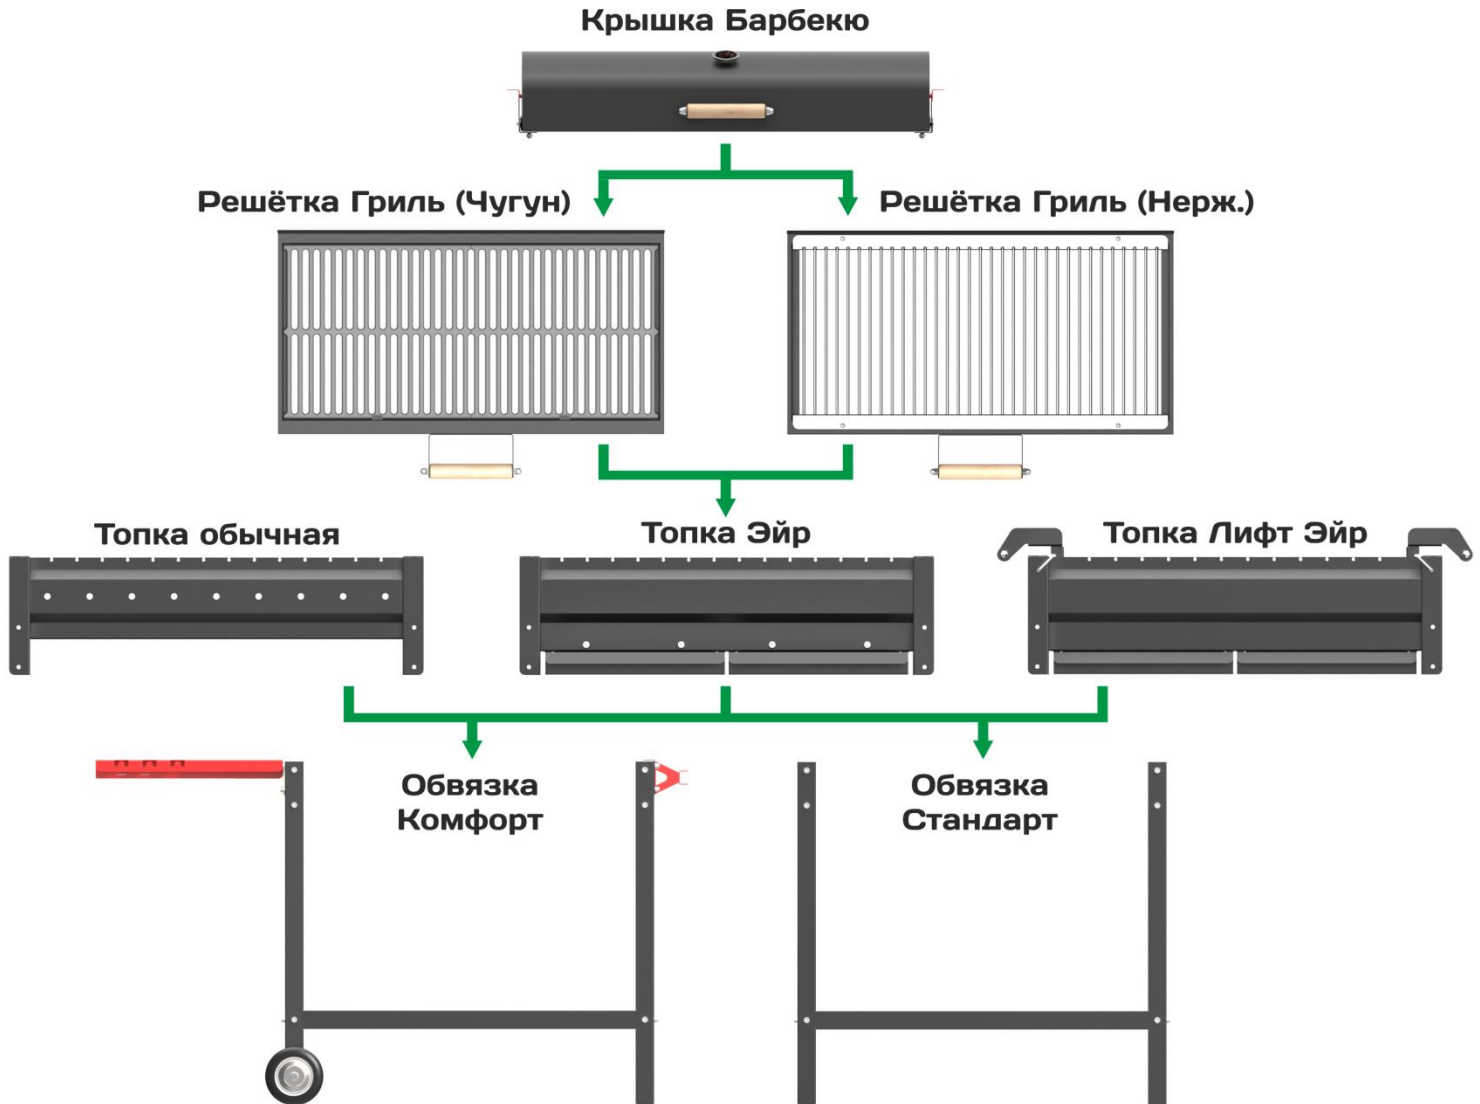 Крышка Барбекю
Решётка Гриль (Чугун)
Решётка Гриль (Нерж.)
Топка обычная
Топка Эйр
Топка Лифт Эйр
Обвязка
Комфорт
Обвязка
Стандарт